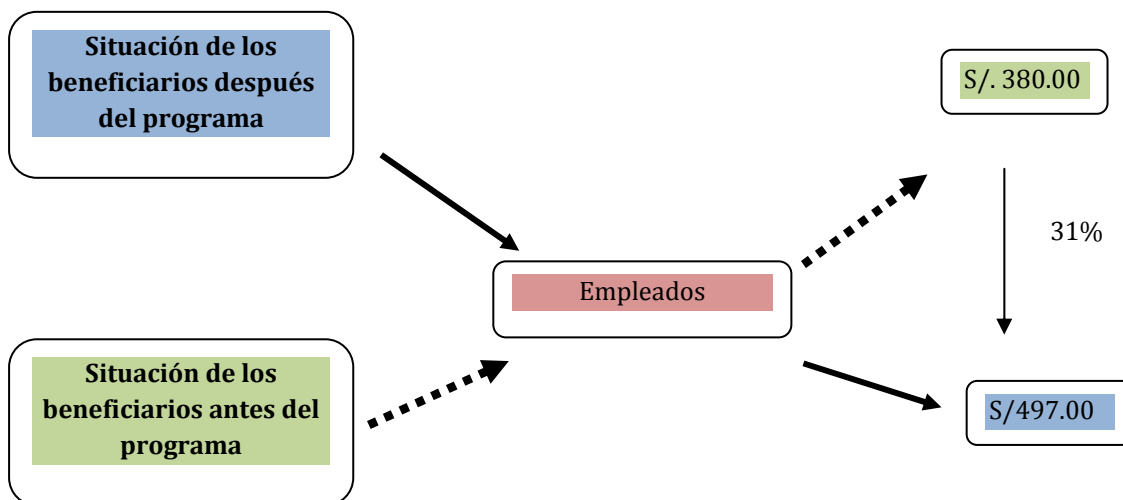 Situación de los
beneficiarios después
del programa
S/. 380.00
31%
Empleados
Situación de los
beneficiarios antes del
programa
S/497.00